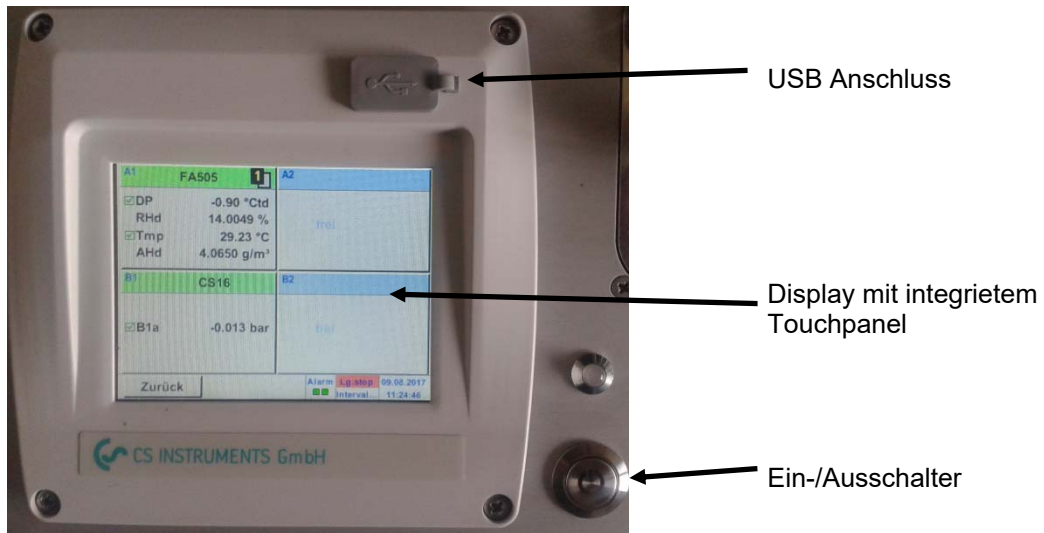 USB Anschluss
A1 FA505 1
DP -0.90 °Ctd
RHd 14.0049 %
Tmp 29.23 °C
AHd 4.0650 g/m³
A2
frei
B1 CS16
B1a -0.013 bar
B2
frei
Display mit integrietem
Touchpanel
Zurück
Alarm Lg.stop 09.08.2017
Interval... 11:24:46
CS INSTRUMENTS GmbH
Ein-/Ausschalter